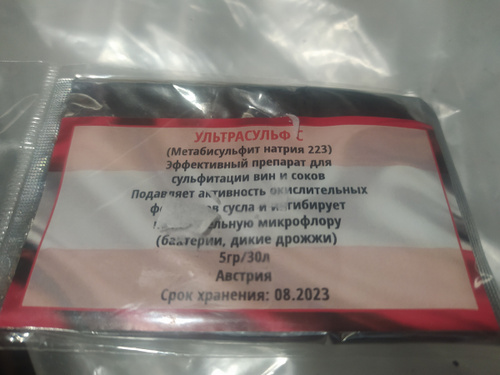 УЛЬТРАСУЛЬФ С
(Метабисульфит натрия 223)
Эффективный препарат для
сульфитации вин и соков
Подавляет активность окислительных
сусла и ингибирует
микрофлору
(бактерии, дикие дрожжи)
5гр/30л
Австрия
Срок хранения: 08.2023